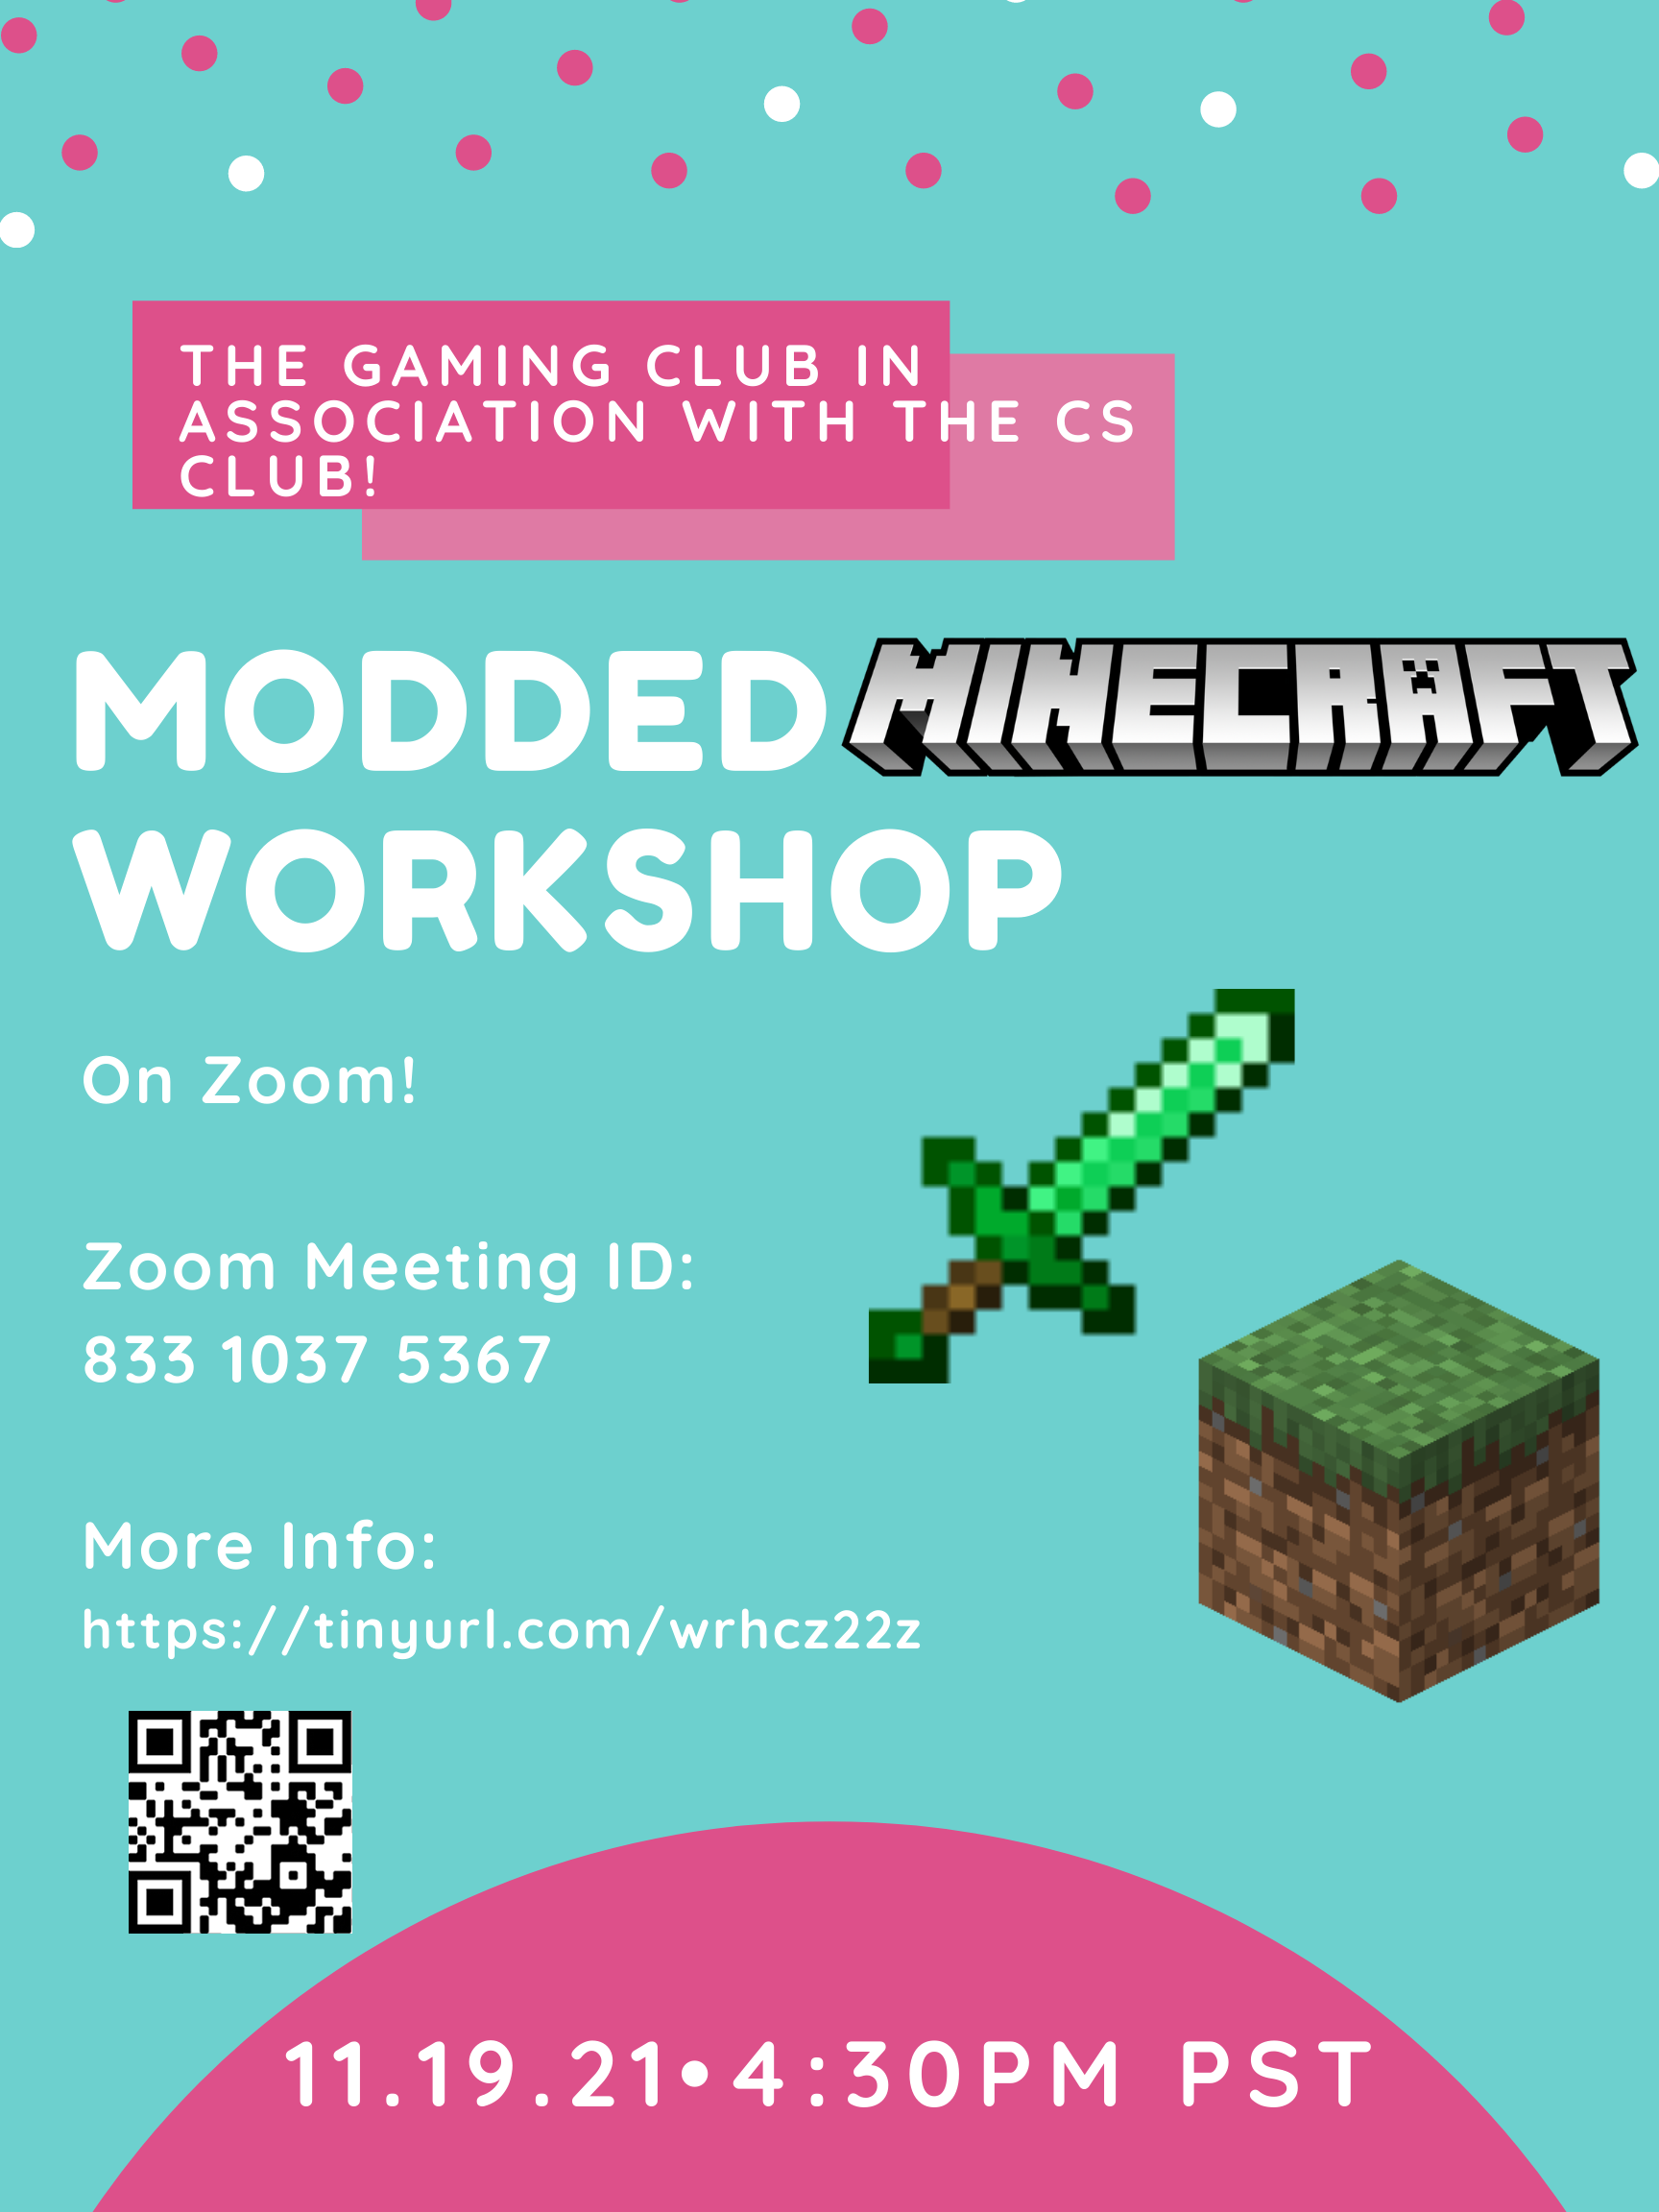 THE GAMING CLUB IN
ASSOCIATION WITH THE CS
CLUB!
MODDED MINECRAFT
WORKSHOP
On Zoom!
Zoom Meeting ID:
833 1037 5367
More Info:
https://tinyurl.com/wrhcz22z
11.19.21•4:30PM PST